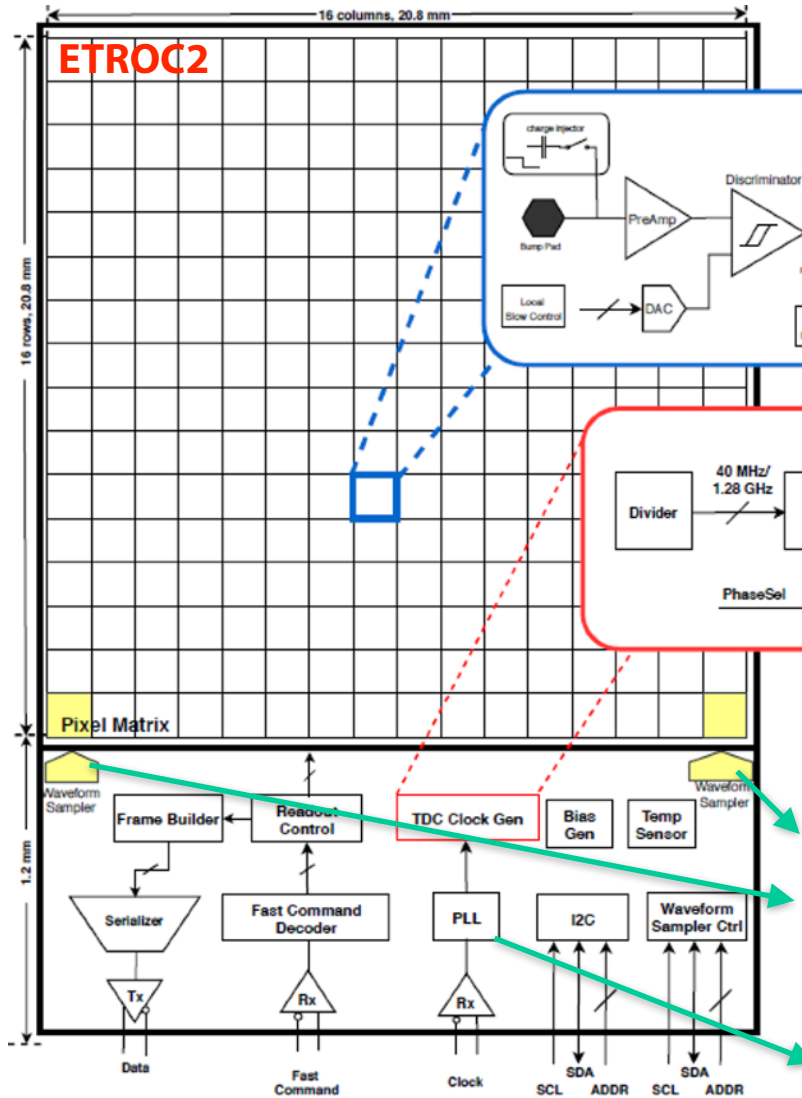 16 columns, 20.8 mm
ETROC2
16 rows, 20.8 mm
charge injector
Bump Pad
PreAmp
Discriminator
Local
Slow Control
DAC
Divider
40 MHz/
1.28 GHz
PhaseSel
Pixel Matrix
1.2 mm
Waveform
Sampler
Frame Builder
Readout
Control
TDC Clock Gen
Bias
Gen
Temp
Sensor
Waveform
Sampler
Serializer
Fast Command
Decoder
PLL
I2C
Waveform
Sampler Ctrl
Tx
Rx
Rx
Data
Fast
Command
Clock
SCL
SDA
ADDR
SCL
SDA
ADDR